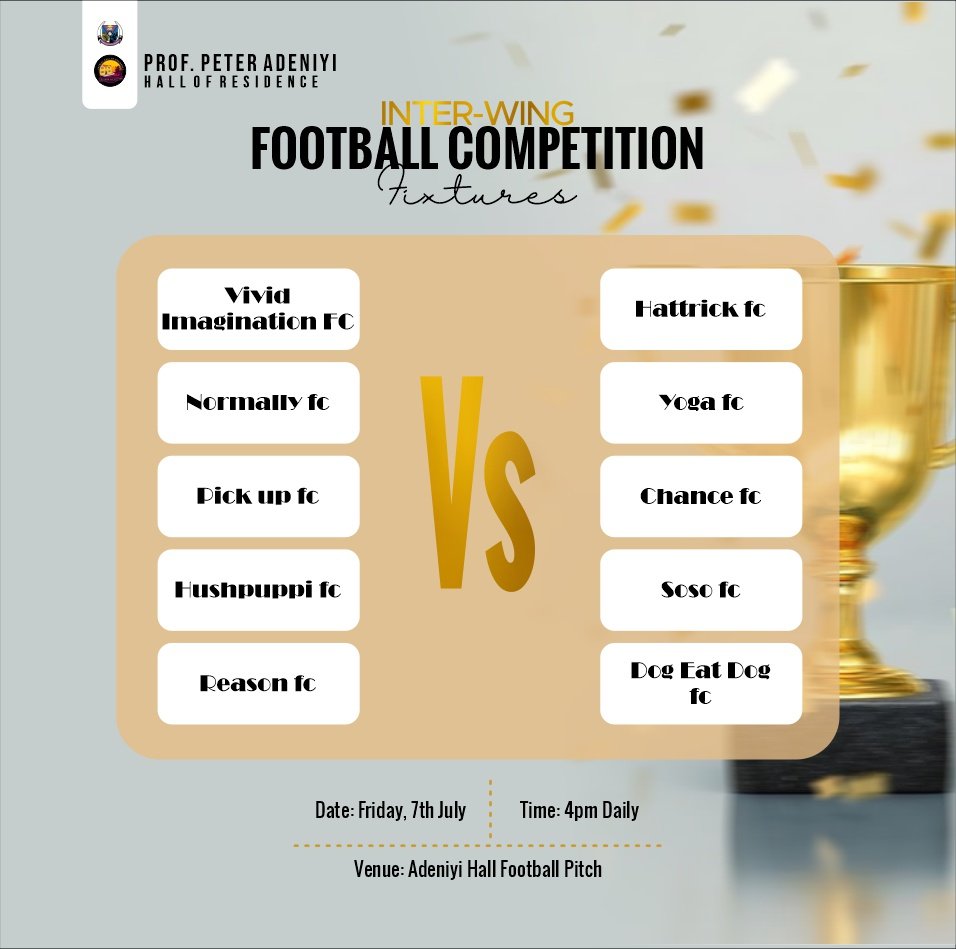 PROF. PETER ADENIYI
HALL OF RESIDENCE
INTER-WING
FOOTBALL COMPETITION
Fixtures
Vivid
Imagination FC
Hattrick fc
Normally fc
Yoga fc
Vs
Pick up fc
Chance fc
Hushpuppi fc
Soso fc
Reason fc
Dog Eat Dog
fc
Date: Friday, 7th July
Time: 4pm Daily
Venue: Adeniyi Hall Football Pitch